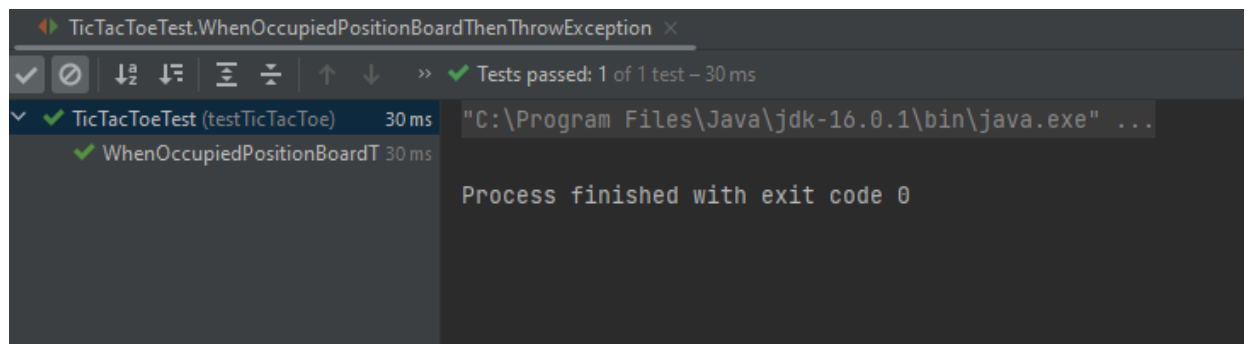 TicTacToeTest.WhenOccupiedPositionBoardThenThrowException ×
» Tests passed: 1 of 1 test – 30 ms
TicTacToeTest (testTicTacToe) 30 ms
"C:\Program Files\Java\jdk-16.0.1\bin\java.exe" ...
WhenOccupiedPositionBoardT 30 ms
Process finished with exit code 0